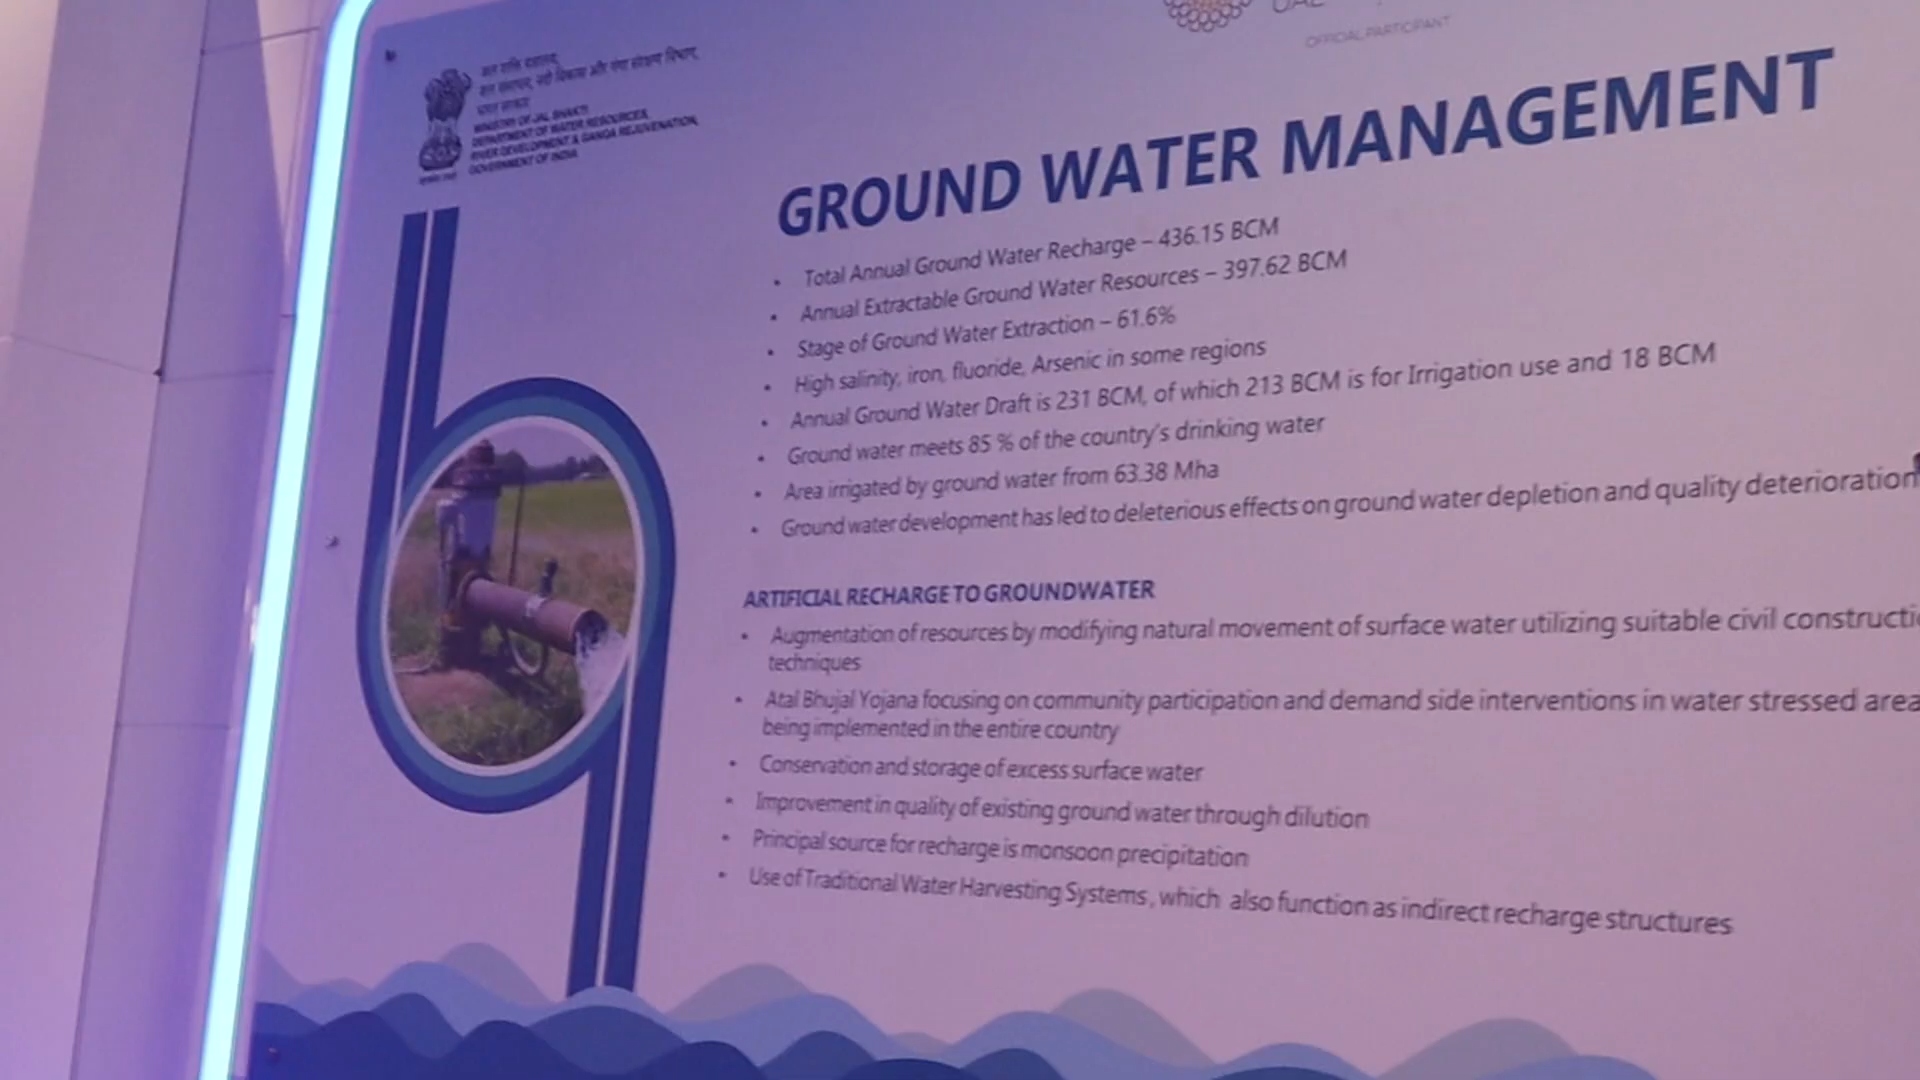 जल शक्ति मंत्रालय,
जल संसाधन, नदी विकास और गंगा संरक्षण विभाग,
भारत सरकार
MINISTRY OF JAL SHAKTI
DEPARTMENT OF WATER RESOURCES,
RIVER DEVELOPMENT & GANGA REJUVENATION,
GOVERNMENT OF INDIA
OFFICIAL PARTICIPANT
GROUND WATER MANAGEMENT
• Total Annual Ground Water Recharge – 436.15 BCM
• Annual Extractable Ground Water Resources – 397.62 BCM
• Stage of Ground Water Extraction – 61.6%
• High salinity, iron, fluoride, Arsenic in some regions
• Annual Ground Water Draft is 231 BCM, of which 213 BCM is for Irrigation use and 18 BCM
• Ground water meets 85 % of the country's drinking water
• Area irrigated by ground water from 63.38 Mha
• Ground water development has led to deleterious effects on ground water depletion and quality deterioration
ARTIFICIAL RECHARGE TO GROUNDWATER
• Augmentation of resources by modifying natural movement of surface water utilizing suitable civil constructi
techniques
• Atal Bhujal Yojana focusing on community participation and demand side interventions in water stressed area
being implemented in the entire country
• Conservation and storage of excess surface water
• Improvement in quality of existing ground water through dilution
• Principal source for recharge is monsoon precipitation
• Use of Traditional Water Harvesting Systems, which also function as indirect recharge structures